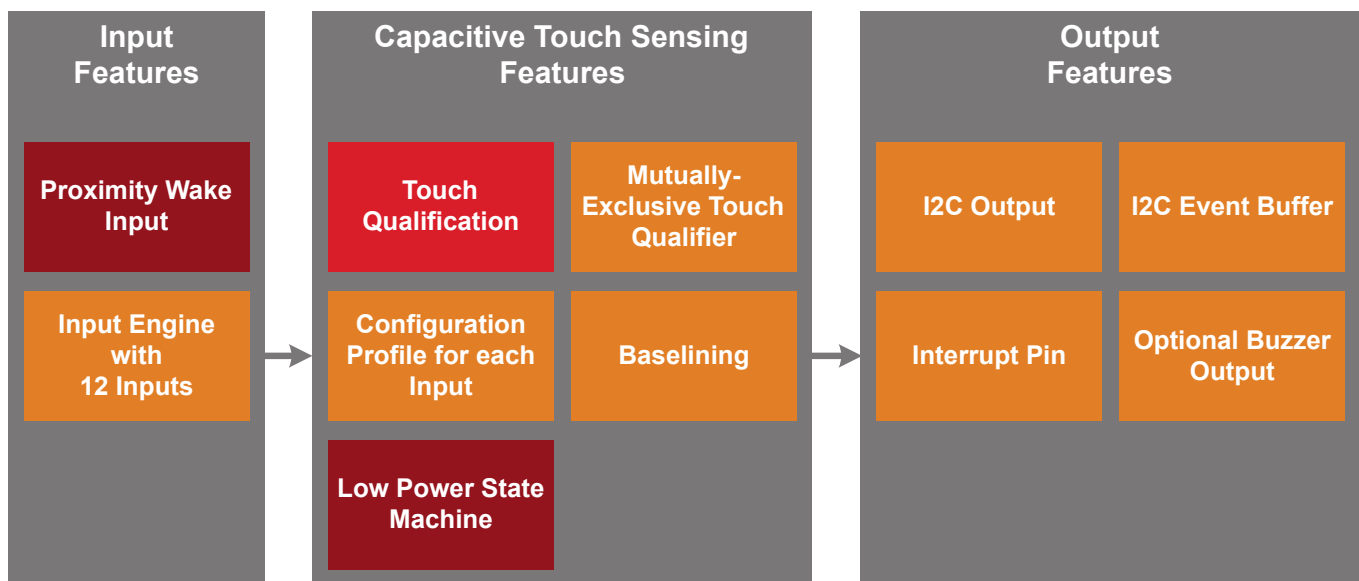 Input
Features
Proximity Wake
Input
Input Engine
with
12 Inputs
Capacitive Touch Sensing
Features
Touch
Qualification
Mutually-
Exclusive Touch
Qualifier
Configuration
Profile for each
Input
Baselining
Low Power State
Machine
Output
Features
I2C Output
I2C Event Buffer
Interrupt Pin
Optional Buzzer
Output